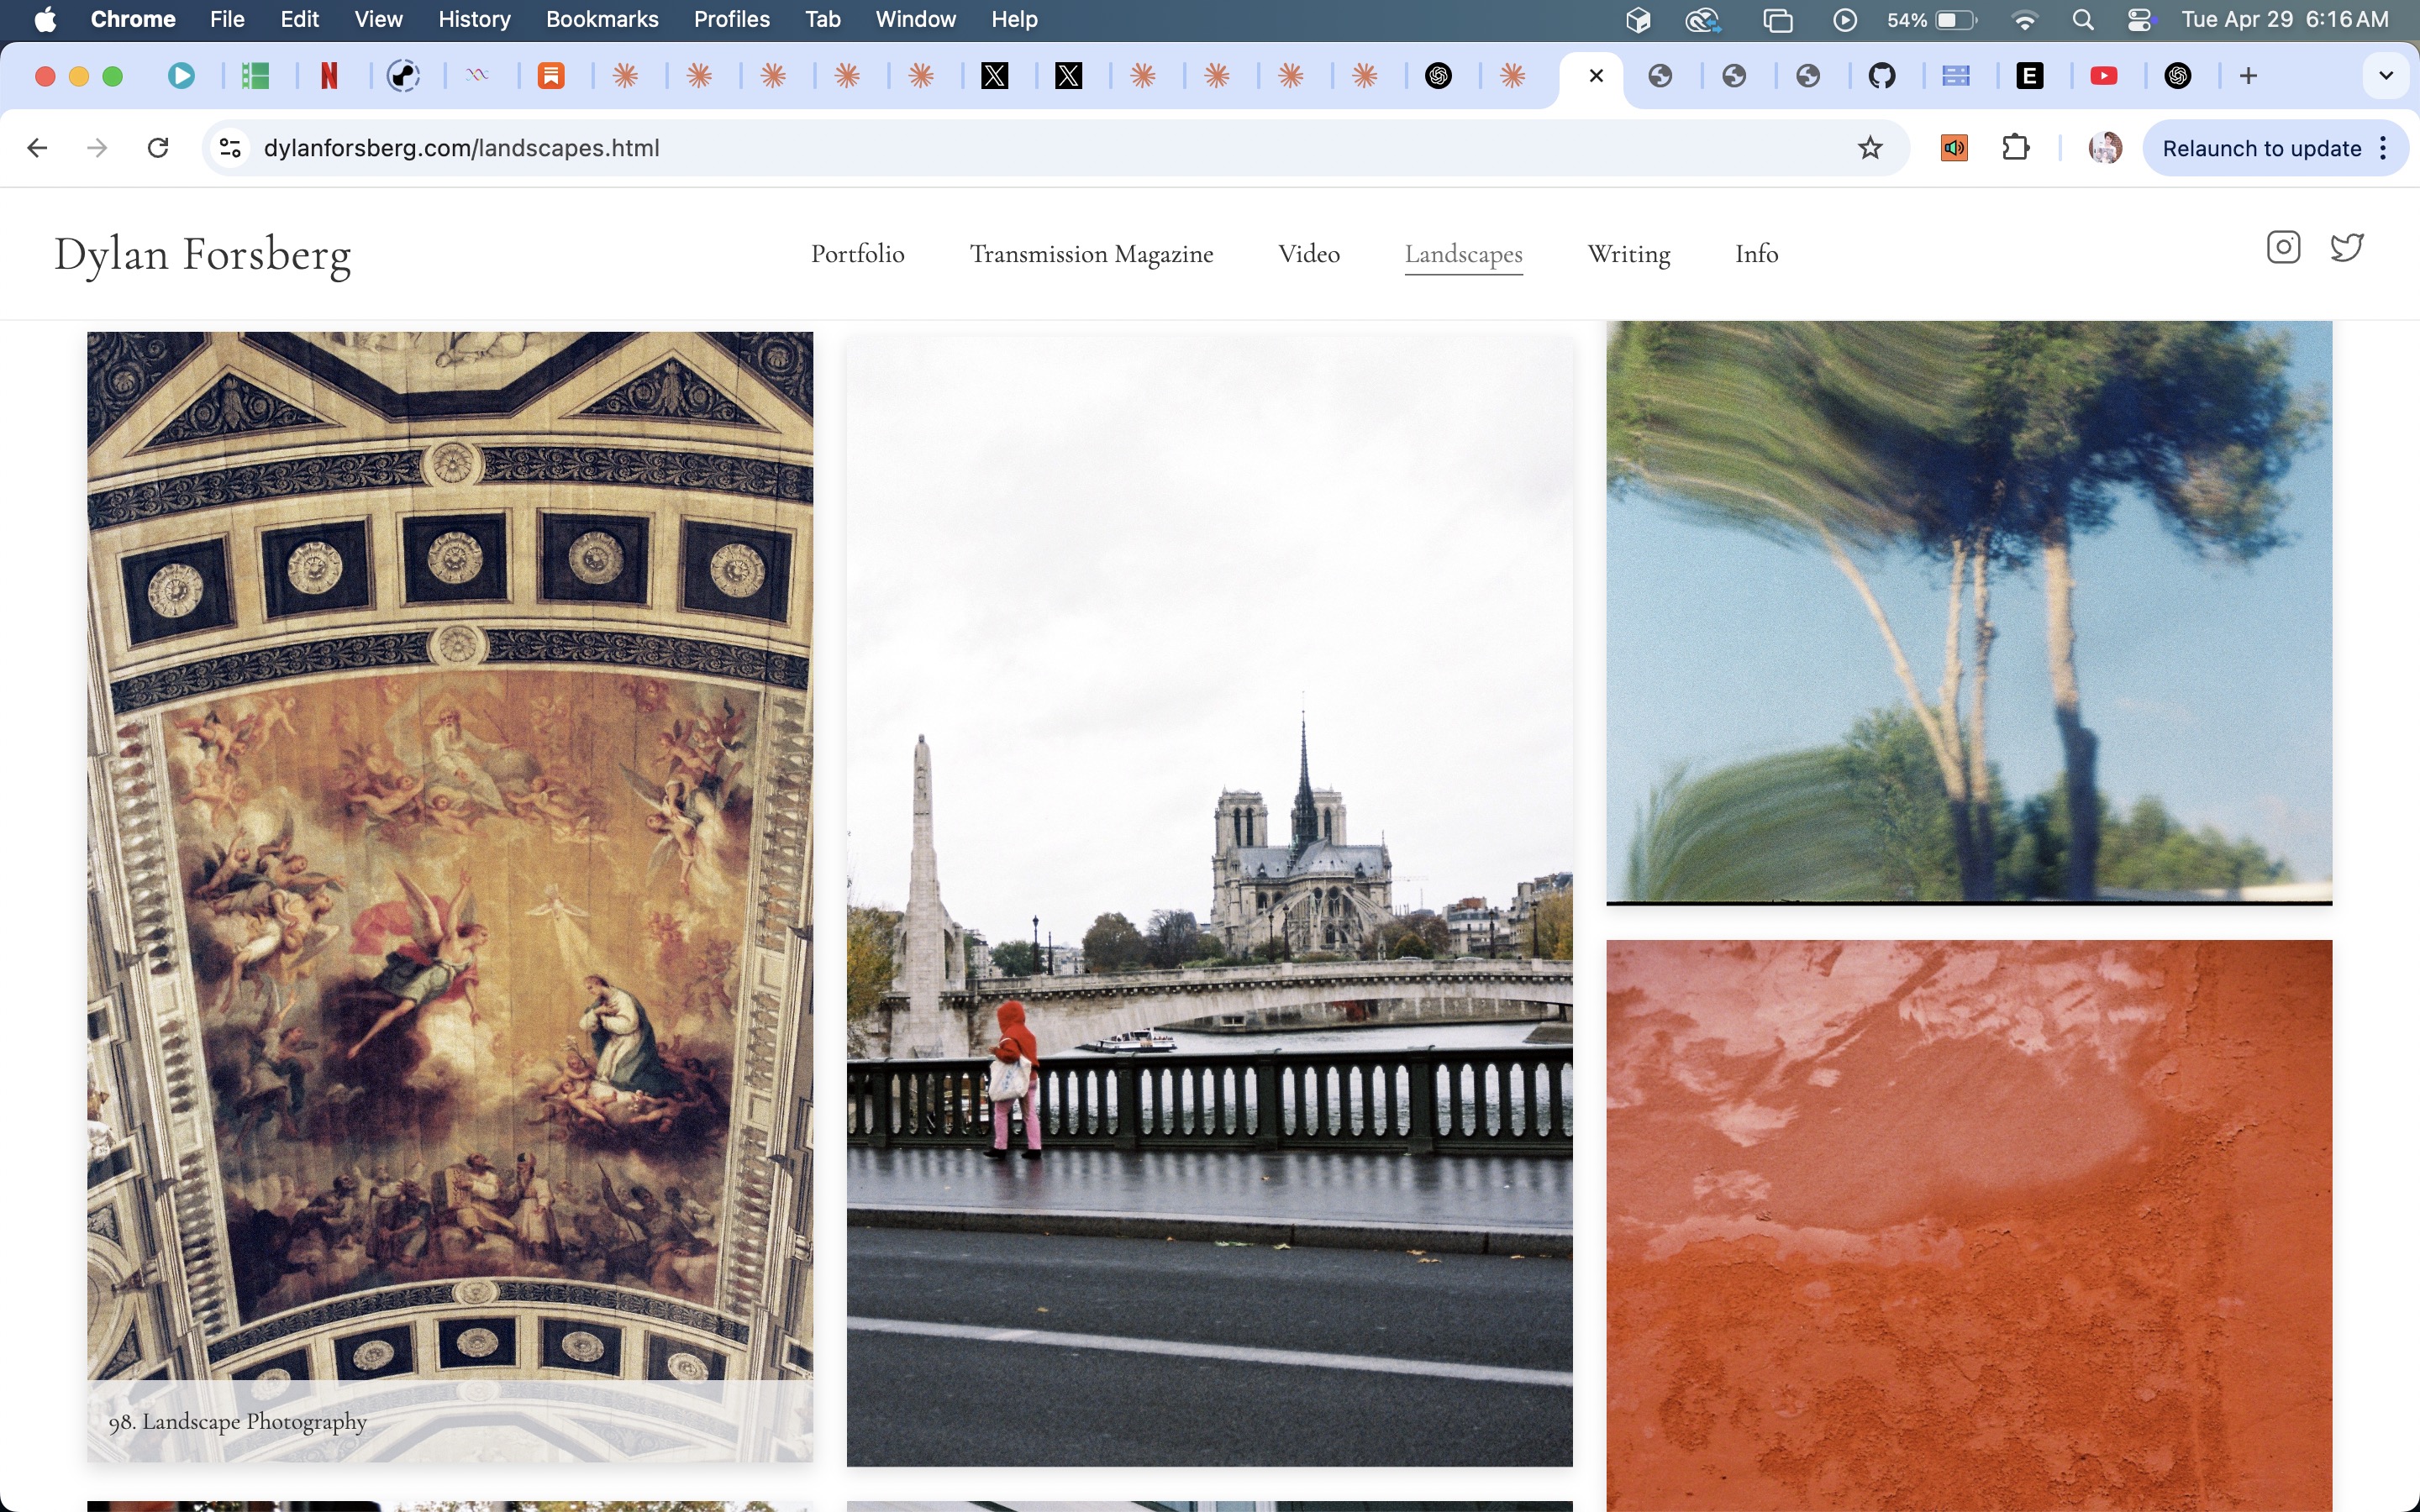 Chrome File Edit View History Bookmarks Profiles Tab Window Help 54% Tue Apr 29 6:16 AM
dylanforsberg.com/landscapes.html Relaunch to update
Dylan Forsberg Portfolio Transmission Magazine Video Landscapes Writing Info
98. Landscape Photography